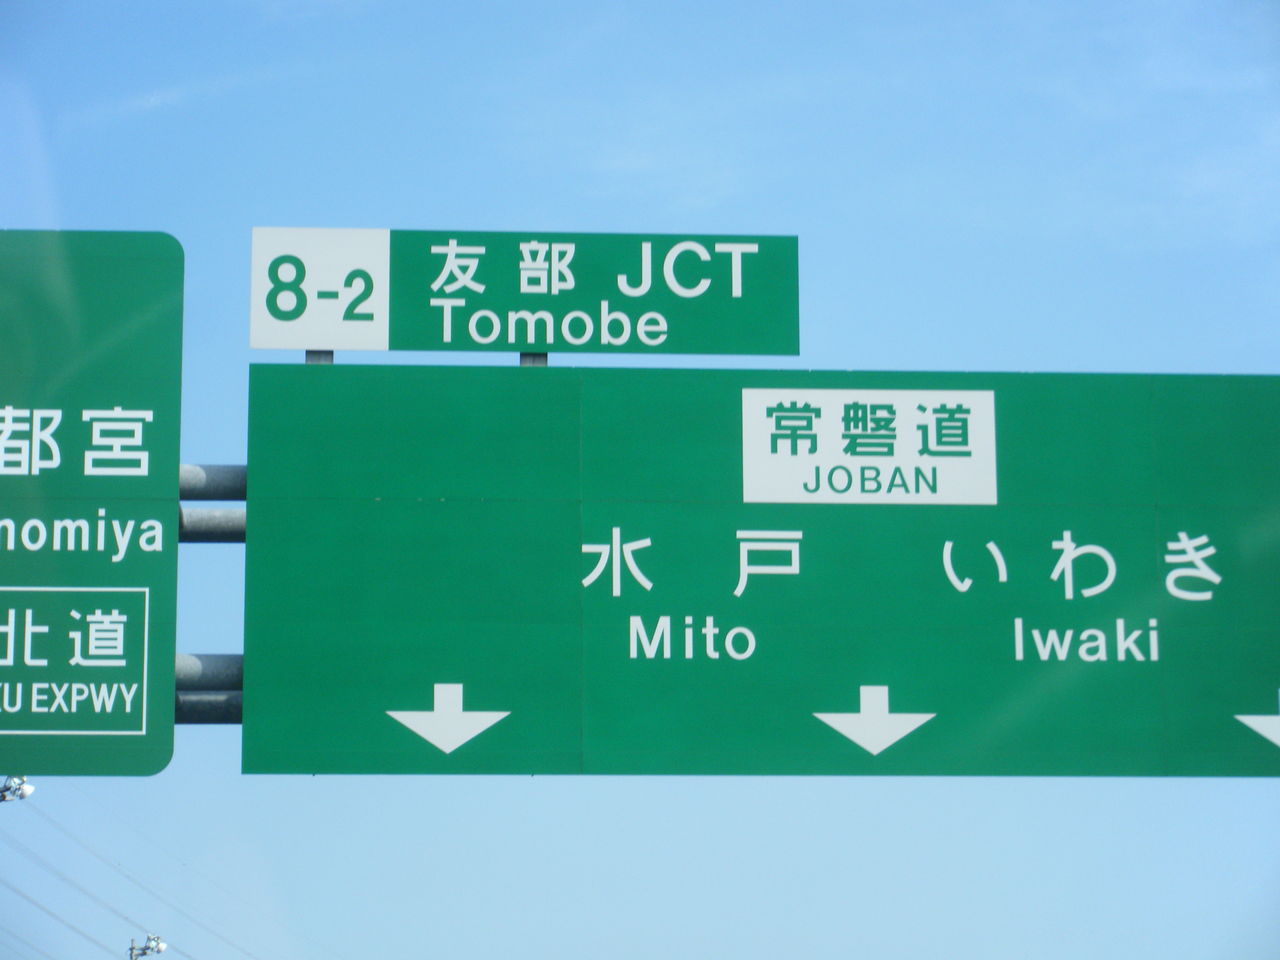 都宮
nomiya
北道
KU EXPWY
8-2
友部 JCT
Tomobe
常磐道
JOBAN
水戸 いわき
Mito Iwaki